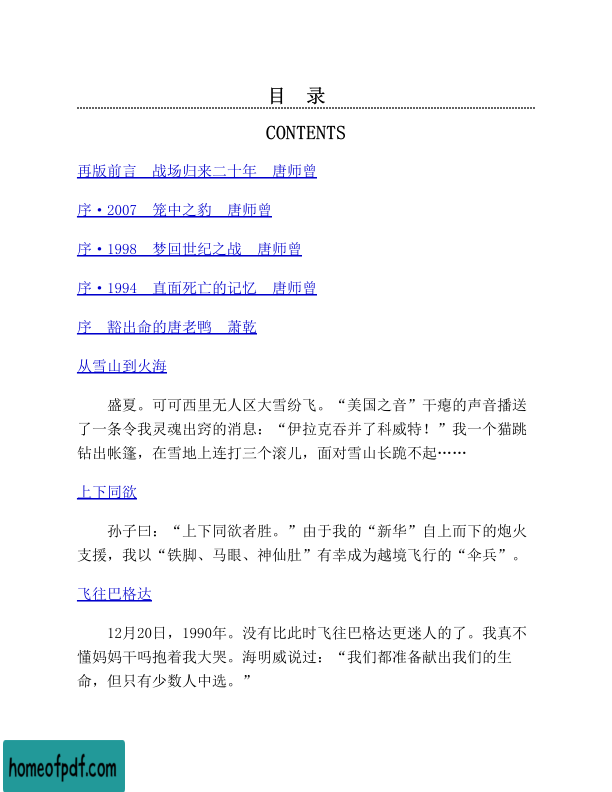 目　录
CONTENTS
再版前言　战场归来二十年　唐师曾
序·2007　笼中之豹　唐师曾
序·1998　梦回世纪之战　唐师曾
序·1994　直面死亡的记忆　唐师曾
序　豁出命的唐老鸭　萧乾
从雪山到火海
盛夏。可可西里无人区大雪纷飞。“美国之音”干瘪的声音播送
了一条令我灵魂出窍的消息：“伊拉克吞并了科威特！”我一个猫跳
钻出帐篷，在雪地上连打三个滚儿，面对雪山长跪不起……
上下同欲
孙子曰：“上下同欲者胜。”由于我的“新华”自上而下的炮火
支援，我以“铁脚、马眼、神仙肚”有幸成为越境飞行的“伞兵”。
飞往巴格达
12月20日，1990年。没有比此时飞往巴格达更迷人的了。我真不
懂妈妈干吗抱着我大哭。海明威说过：“我们都准备献出我们的生
命，但只有少数人中选。”
homeofpdf.com